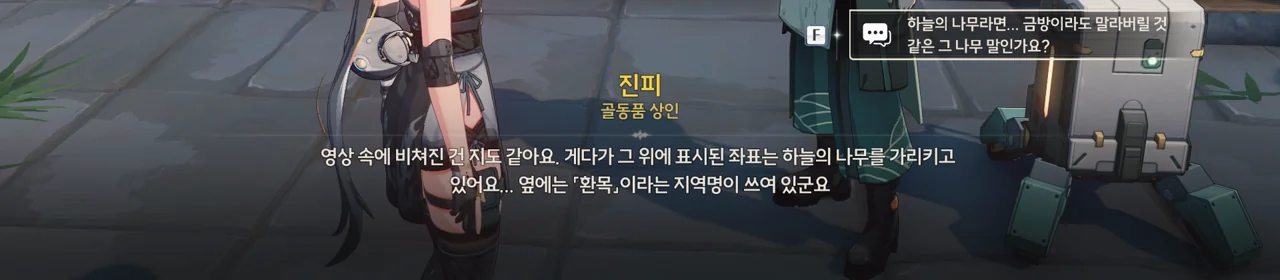 하늘의 나무라면... 금방이라도 말라버릴 것
같은 그 나무 말인가요?
F
진피
골동품 상인
영상 속에 비쳐진 건 지도 같아요. 게다가 그 위에 표시된 좌표는 하늘의 나무를 가리키고
있어요... 옆에는 「환목」이라는 지역명이 쓰여 있군요